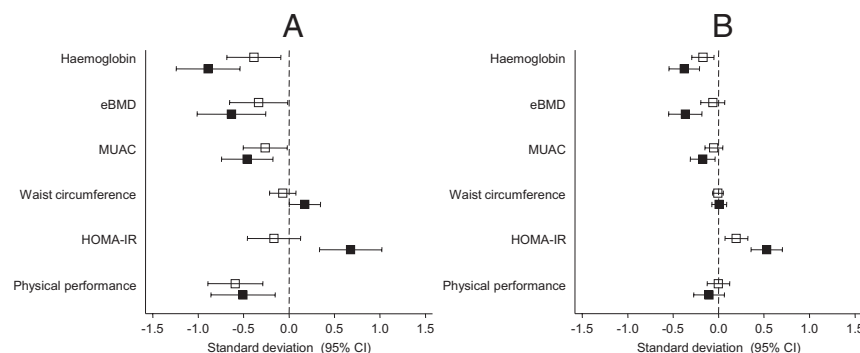 A
Haemoglobin
eBMD
MUAC
Waist circumference
HOMA-IR
Physical performance
-1.5 -1.0 -0.5 0.0 0.5 1.0 1.5
Standard deviation (95% CI)
B
Haemoglobin
eBMD
MUAC
Waist circumference
HOMA-IR
Physical performance
-1.5 -1.0 -0.5 0.0 0.5 1.0 1.5
Standard deviation (95% CI)